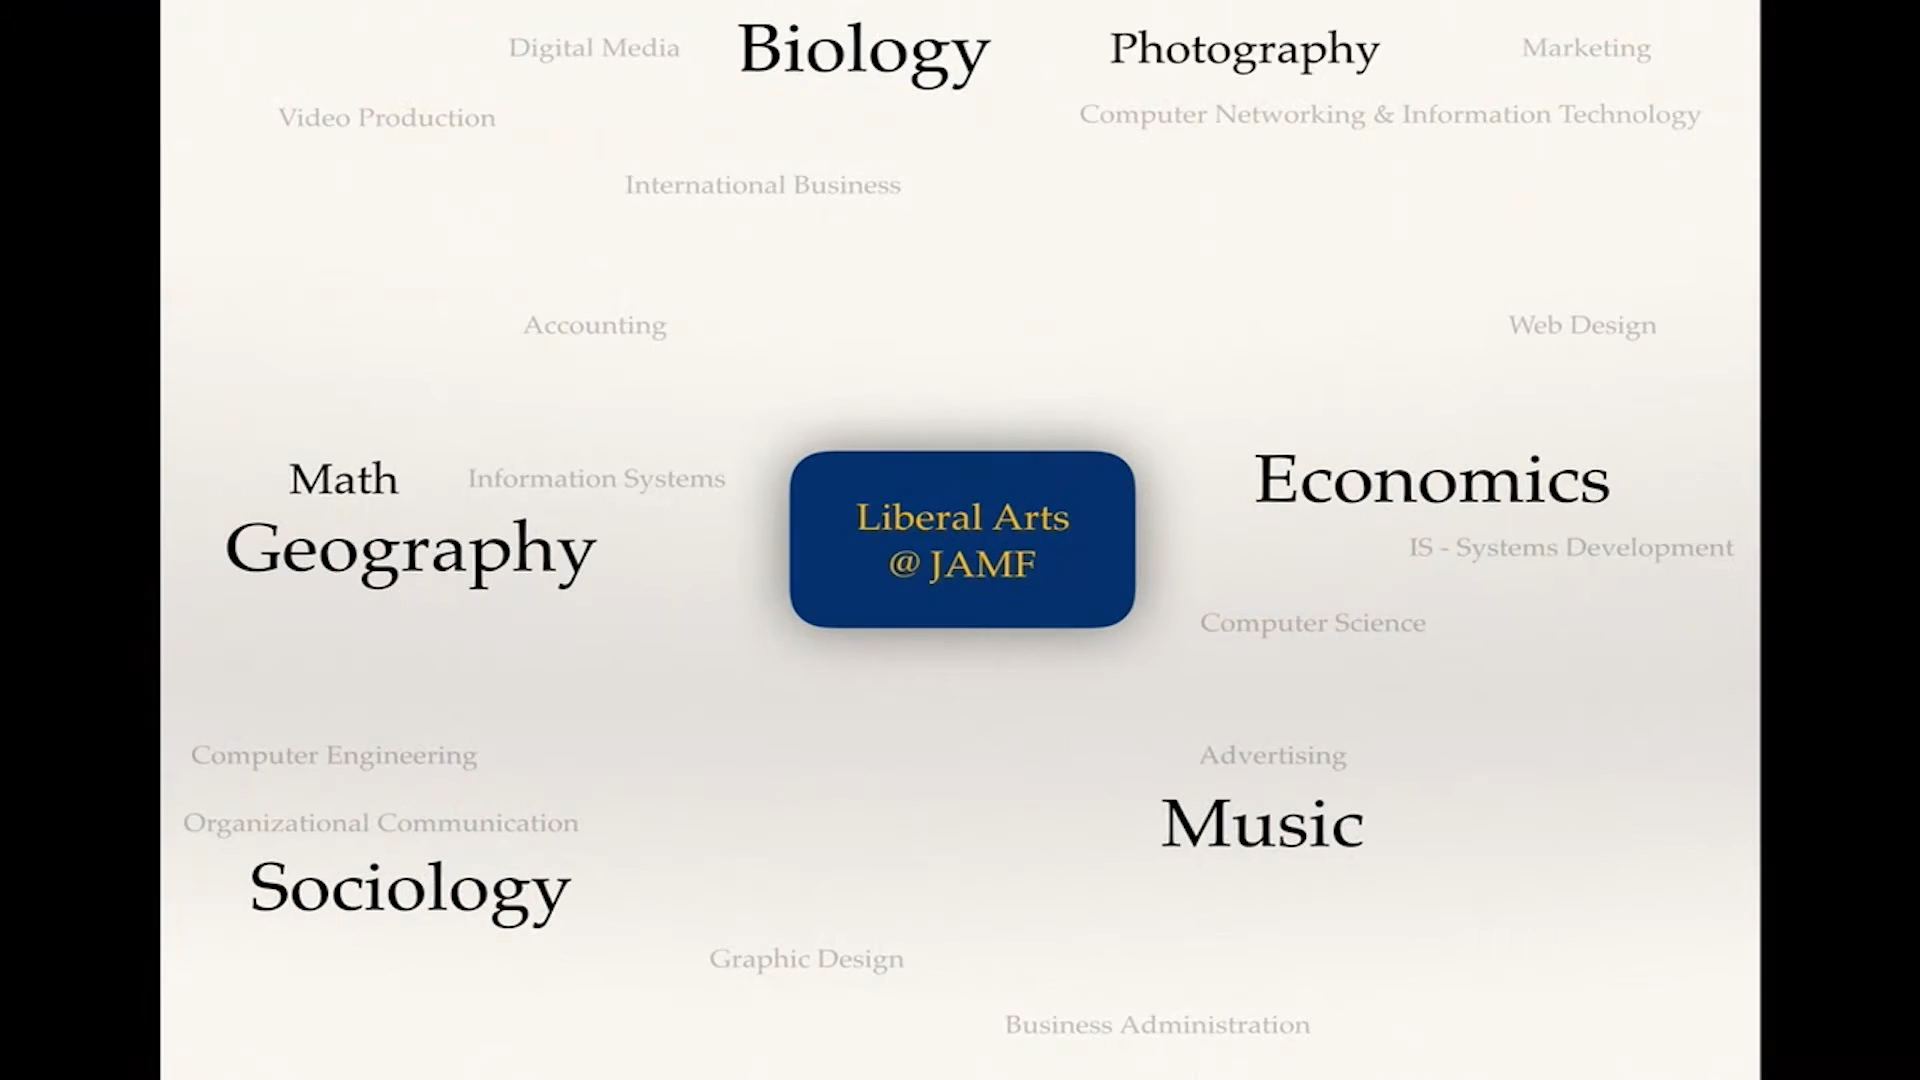 Digital Media
Biology
Photography
Marketing
Video Production
Computer Networking & Information Technology
International Business
Accounting
Web Design
Math
Information Systems
Economics
Geography
Liberal Arts
@ JAMF
IS - Systems Development
Computer Science
Computer Engineering
Advertising
Organizational Communication
Music
Sociology
Graphic Design
Business Administration